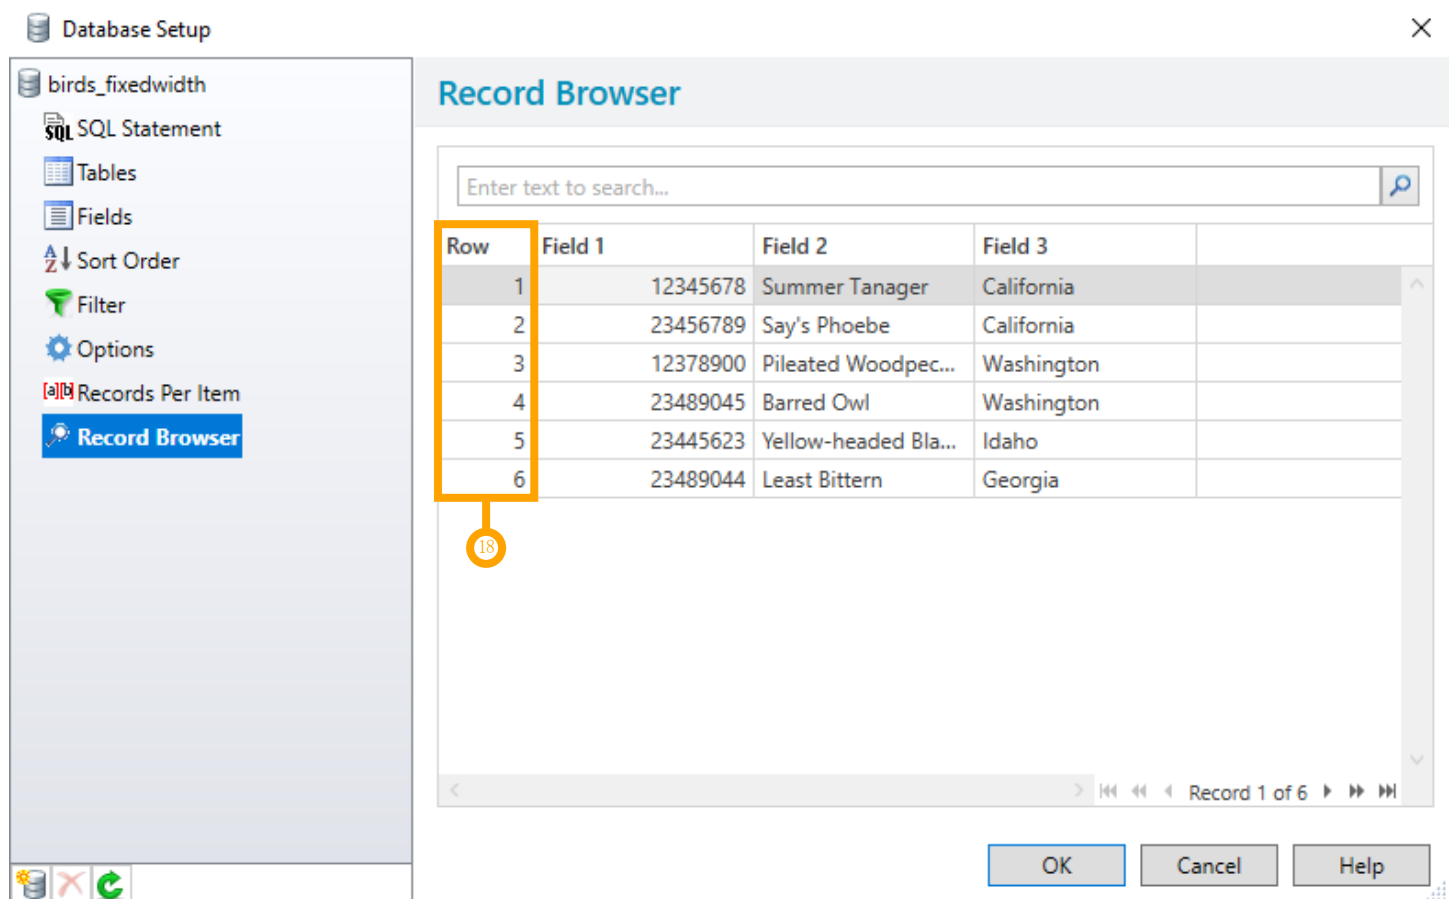 Database Setup
birds_fixedwidth
SQL SQL Statement
Tables
Fields
A
Z Sort Order
Filter
Options
[a][b] Records Per Item
Record Browser
Record Browser
Enter text to search...
Row Field 1 Field 2 Field 3
1 12345678 Summer Tanager California
2 23456789 Say's Phoebe California
3 12378900 Pileated Woodpec... Washington
4 23489045 Barred Owl Washington
5 23445623 Yellow-headed Bla... Idaho
6 23489044 Least Bittern Georgia
18
Record 1 of 6
OK Cancel Help